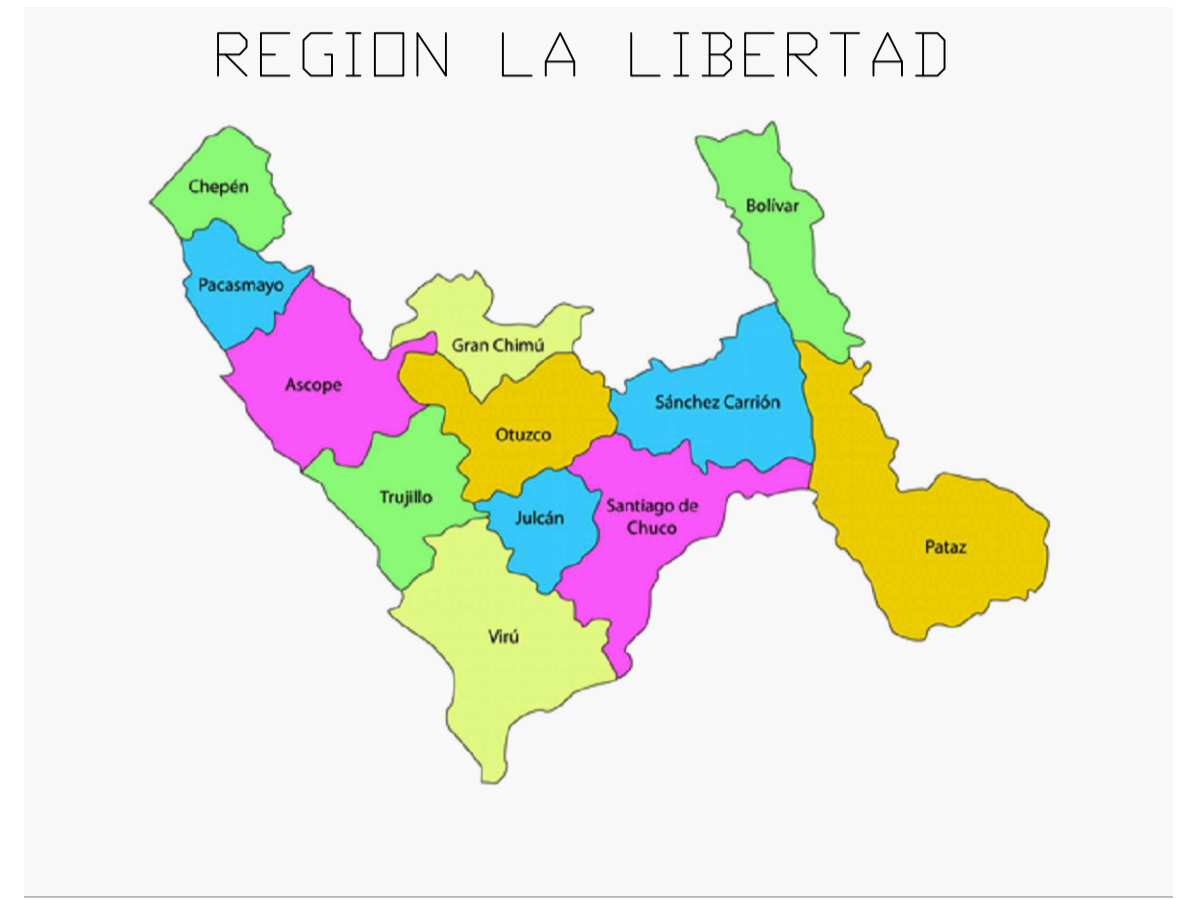 REGION LA LIBERTAD
Chepén
Bolívar
Pacasmayo
Gran Chimú
Ascope
Sánchez Carrión
Otuzco
Trujillo
Julcán
Santiago de
Chuco
Pataz
Virú